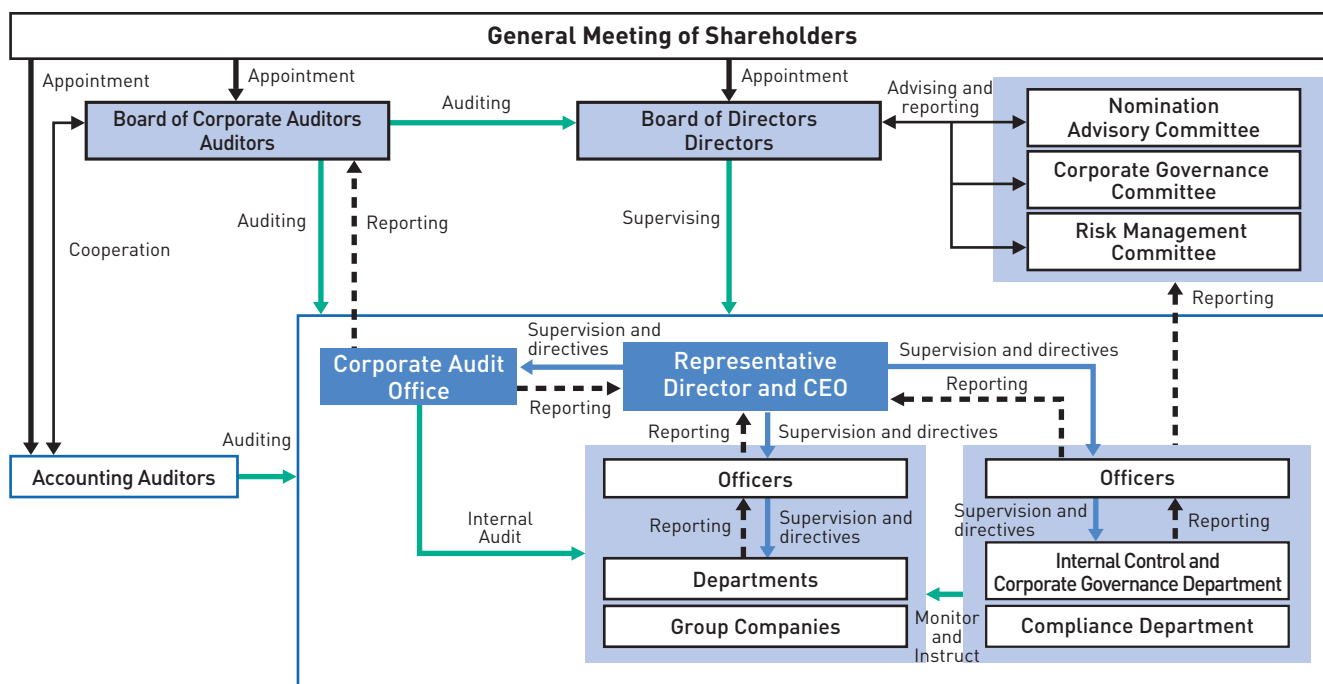 General Meeting of Shareholders
Appointment
Appointment
Appointment
Board of Corporate Auditors
Auditors
Auditing
Board of Directors
Directors
Advising and
reporting
Nomination
Advisory Committee
Corporate Governance
Committee
Risk Management
Committee
Auditing
Reporting
Supervising
Cooperation
Reporting
Corporate Audit
Office
Supervision and
directives
Reporting
Representative
Director and CEO
Supervision and directives
Reporting
Reporting
Supervision and directives
Auditing
Accounting Auditors
Officers
Reporting
Supervision and
directives
Internal
Audit
Departments
Group Companies
Officers
Supervision and
directives
Reporting
Internal Control and
Corporate Governance Department
Compliance Department
Monitor
and
Instruct